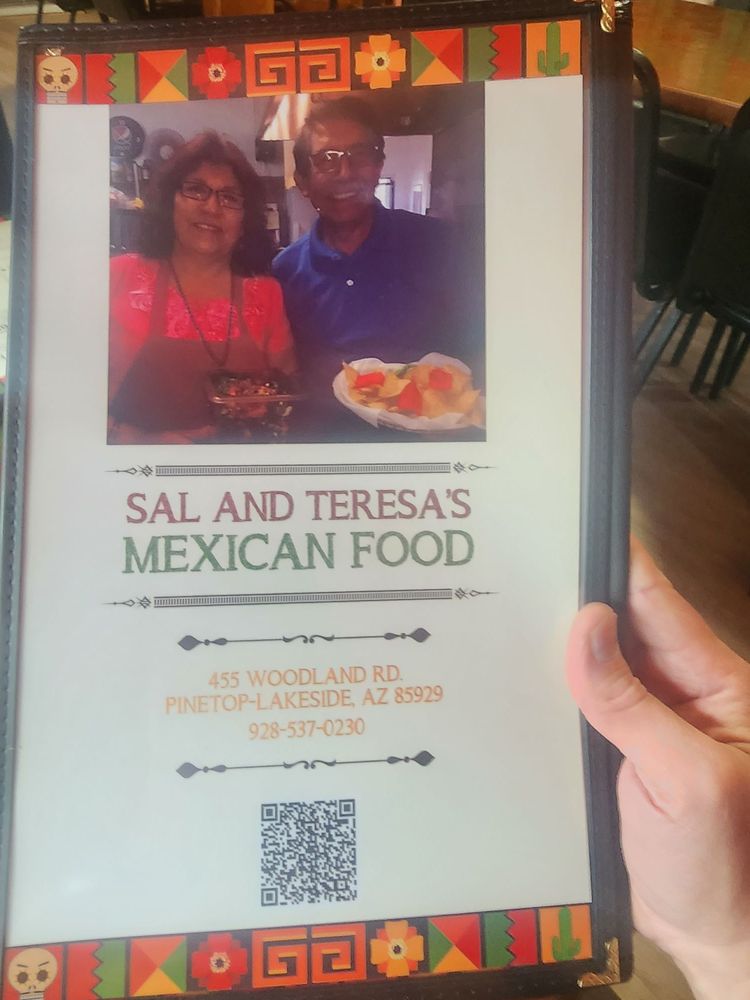 SAL AND TERESA'S
MEXICAN FOOD
455 WOODLAND RD.
PINETOP-LAKESIDE, AZ 85929
928-537-0230